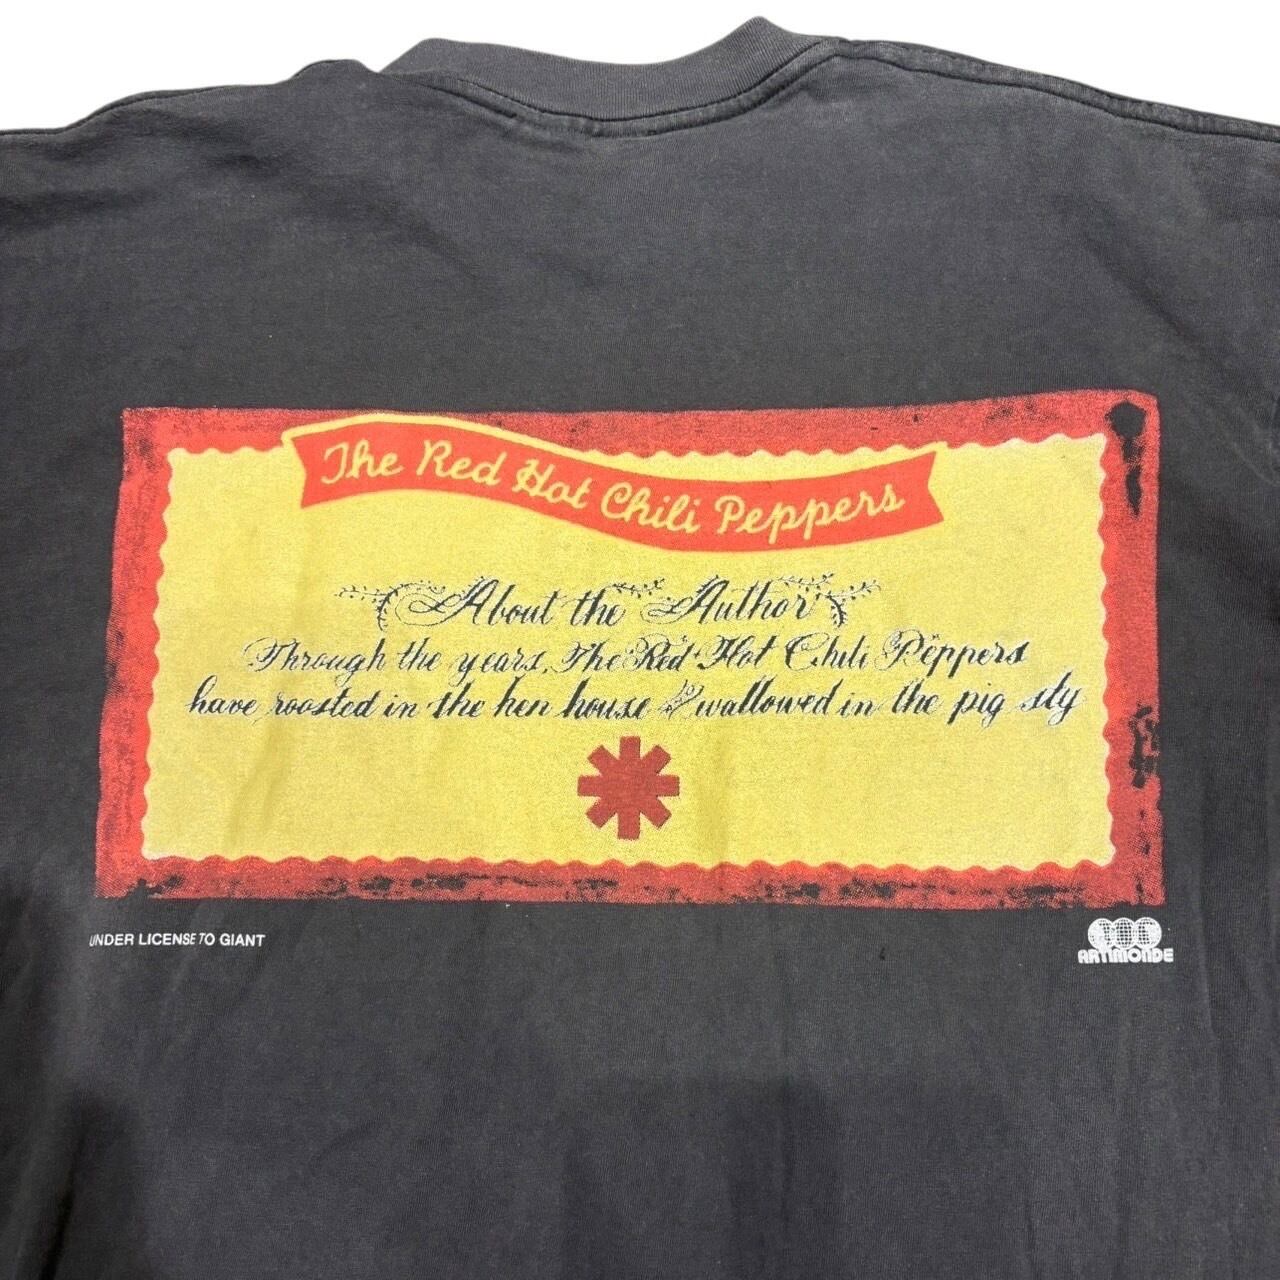 The Red Hot Chili Peppers
About the Author
Through the years, The Red Hot Chili Peppers
have roosted in the hen house & wallowed in the pig sty
UNDER LICENSE TO GIANT
ARTIMONDE